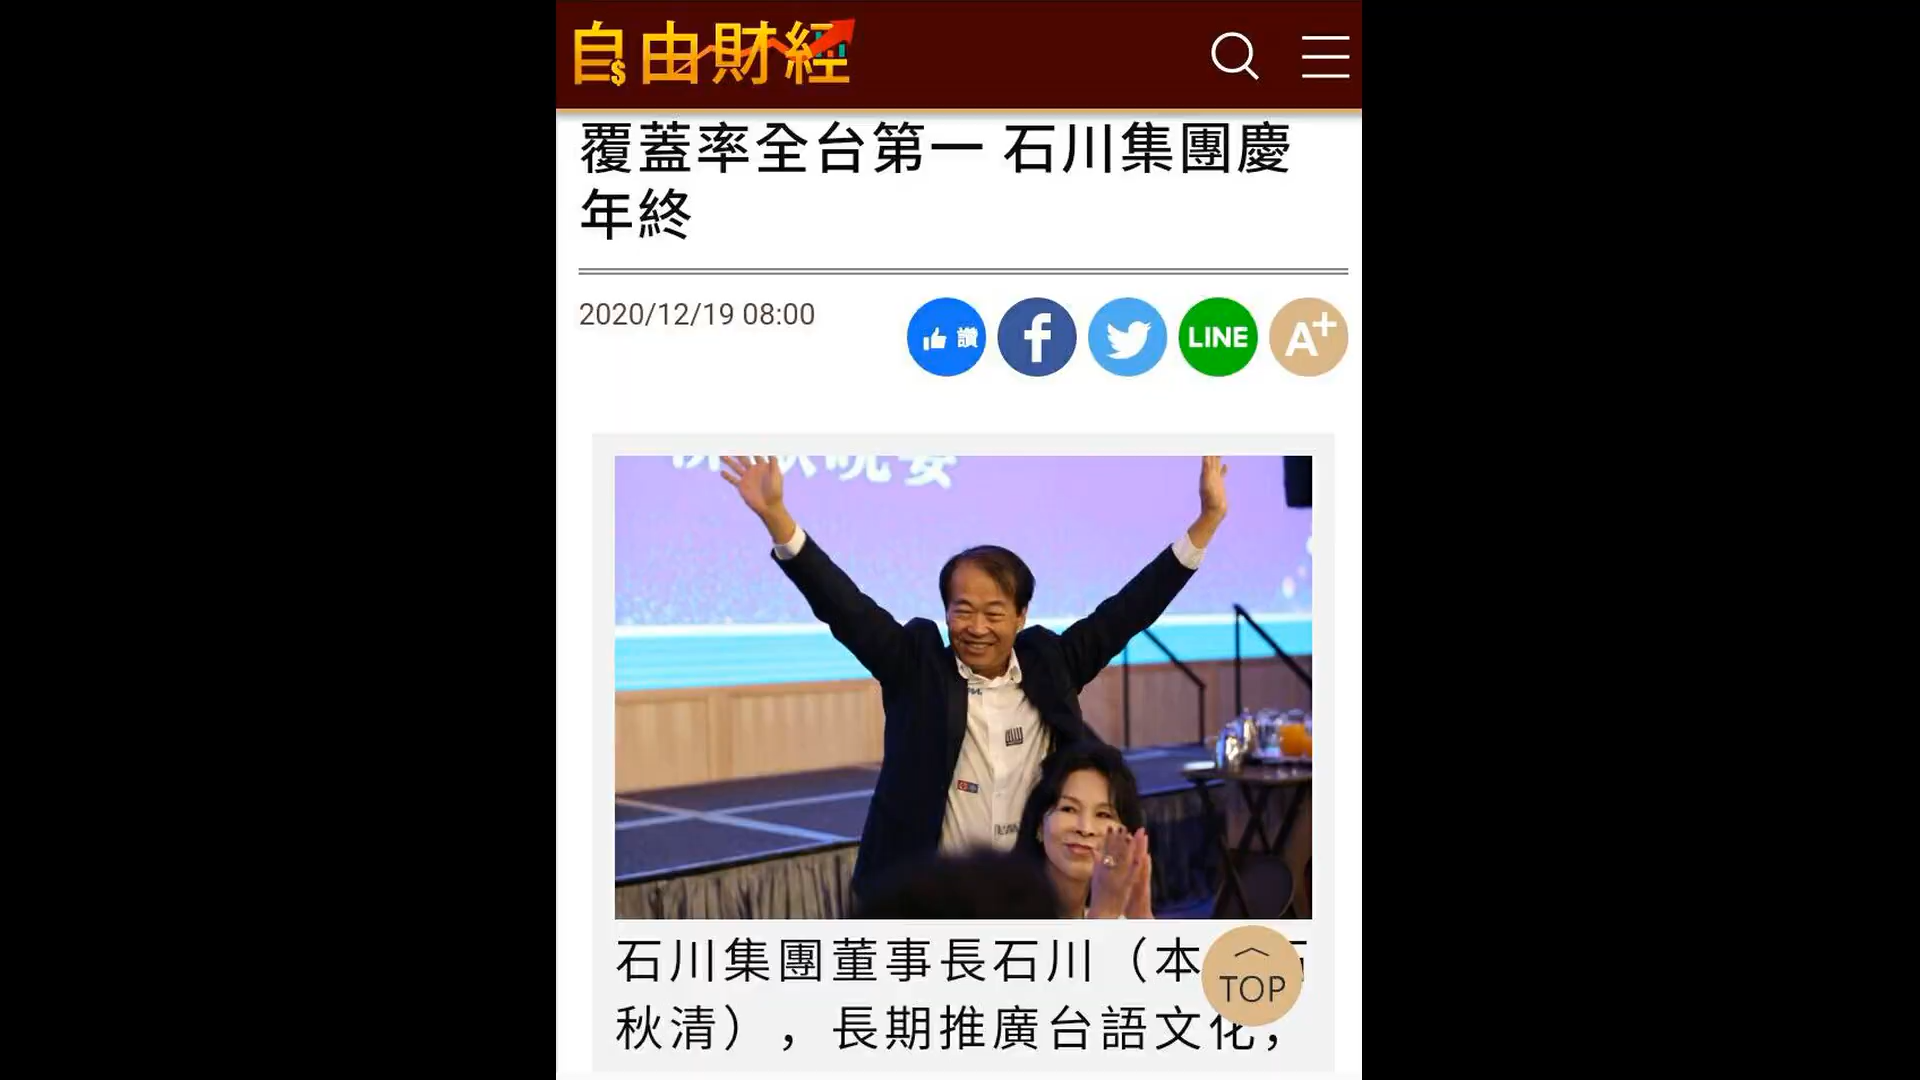 自由財經
覆蓋率全台第一 石川集團慶
年終
2020/12/19 08:00
讚
LINE
A+
晚宴
石川集團董事長石川（本
TOP
秋清），長期推廣台語文化，